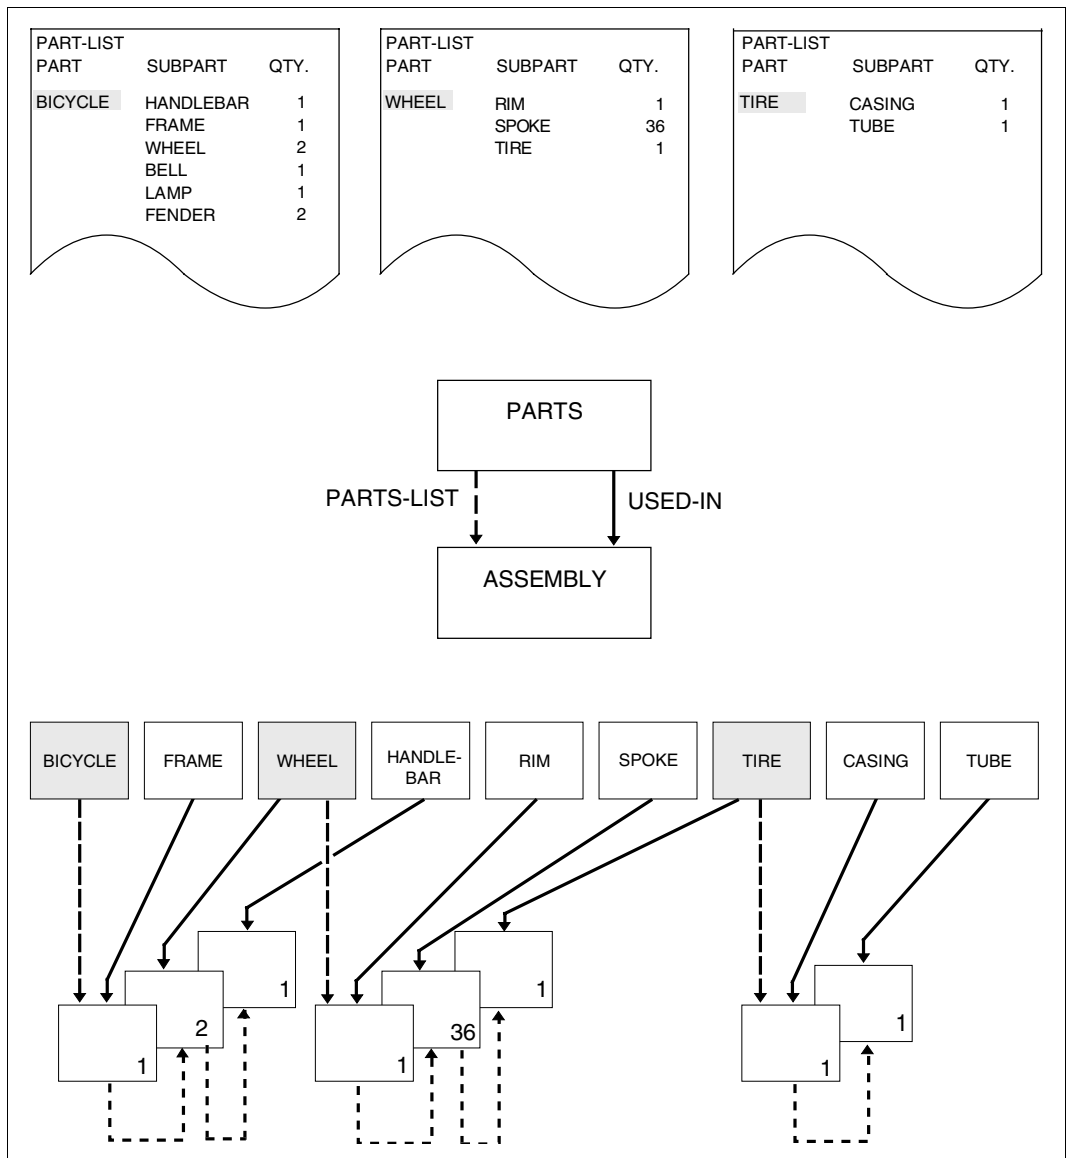 PART-LIST
PART SUBPART QTY.
BICYCLE HANDLEBAR 1
FRAME 1
WHEEL 2
BELL 1
LAMP 1
FENDER 2
PART-LIST
PART SUBPART QTY.
WHEEL RIM 1
SPOKE 36
TIRE 1
PART-LIST
PART SUBPART QTY.
TIRE CASING 1
TUBE 1
PARTS
PARTS-LIST USED-IN
ASSEMBLY
BICYCLE
FRAME
WHEEL
HANDLE-
BAR
RIM
SPOKE
TIRE
CASING
TUBE
1
2
1
1
36
1
1
1